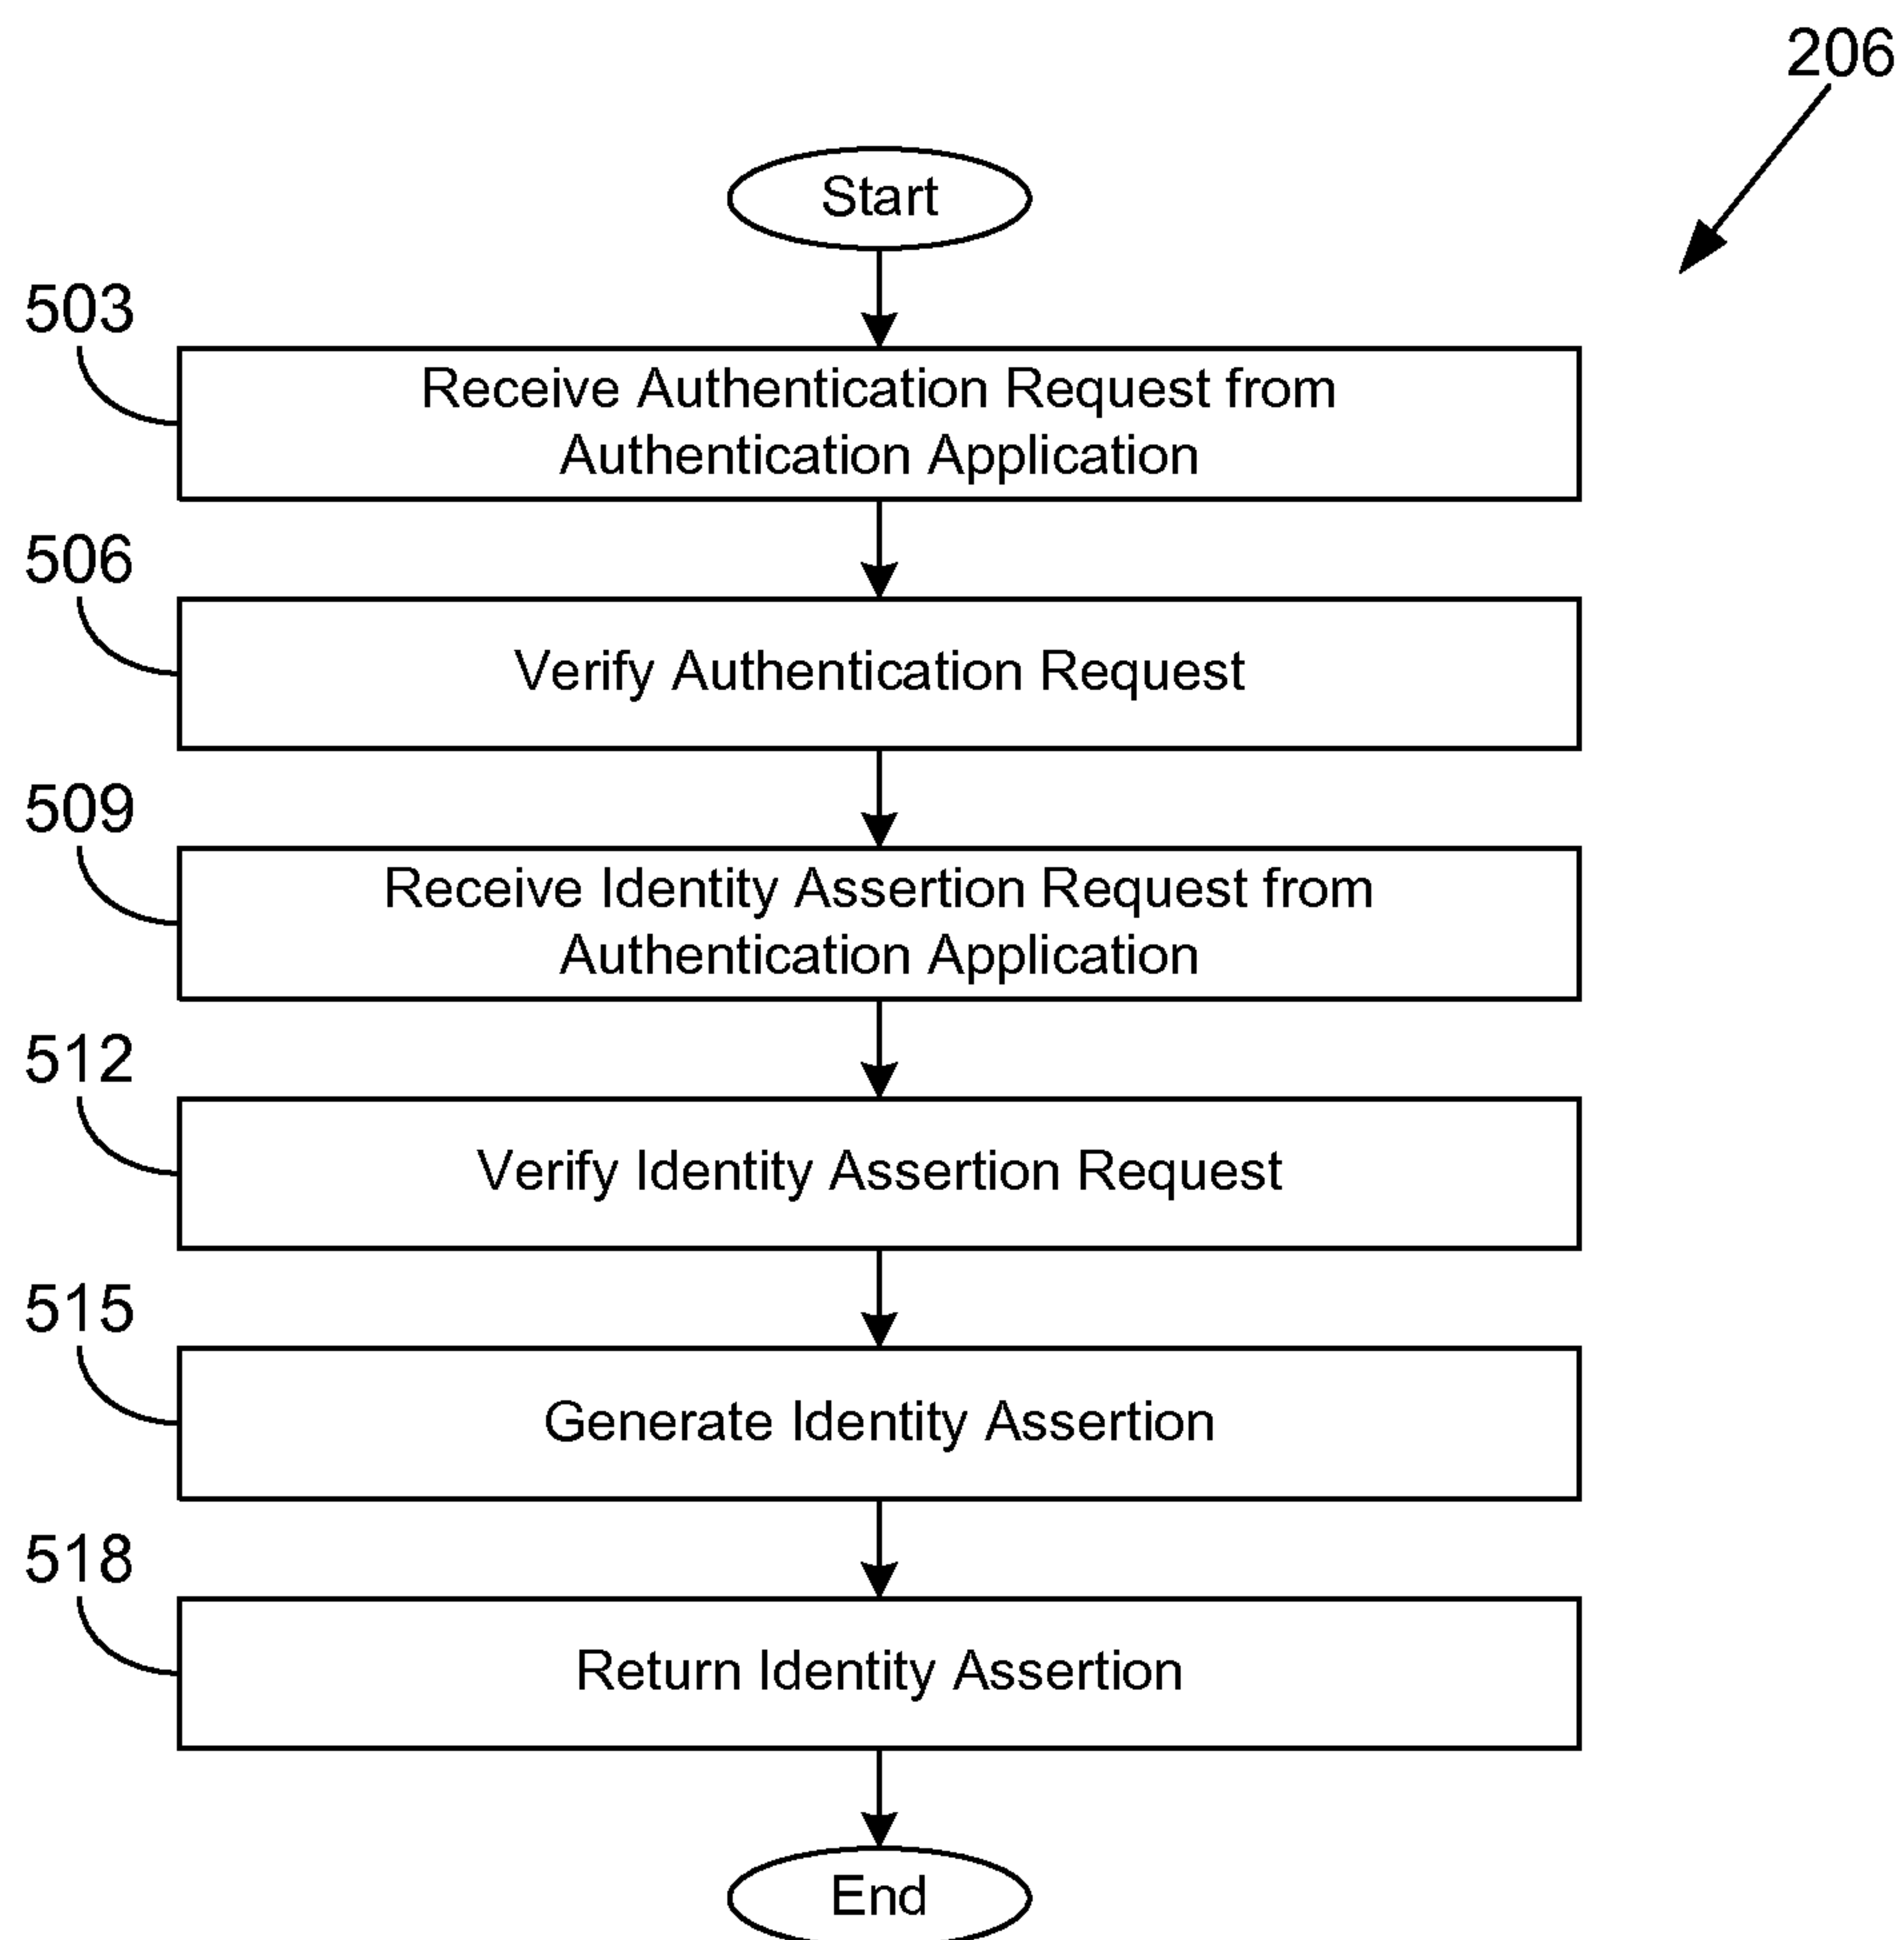 206
Start
503
Receive Authentication Request from
Authentication Application
506
Verify Authentication Request
509
Receive Identity Assertion Request from
Authentication Application
512
Verify Identity Assertion Request
515
Generate Identity Assertion
518
Return Identity Assertion
End